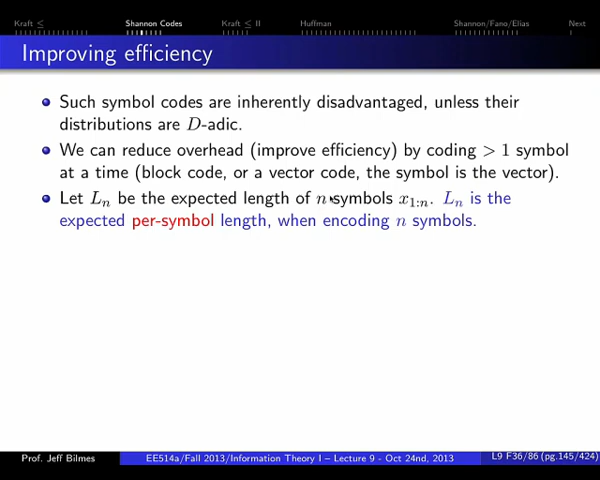 Kraft ≤ Shannon Codes Kraft ≤ II Huffman Shannon/Fano/Elias Next
Improving efficiency
Such symbol codes are inherently disadvantaged, unless their
distributions are D-adic.
We can reduce overhead (improve efficiency) by coding > 1 symbol
at a time (block code, or a vector code, the symbol is the vector).
Let Lₙ be the expected length of n symbols x₁:ₙ. Lₙ is the
expected per-symbol length, when encoding n symbols.
Prof. Jeff Bilmes EE514a/Fall 2013/Information Theory I – Lecture 9 - Oct 24nd, 2013 L9 F36/86 (pg.145/424)